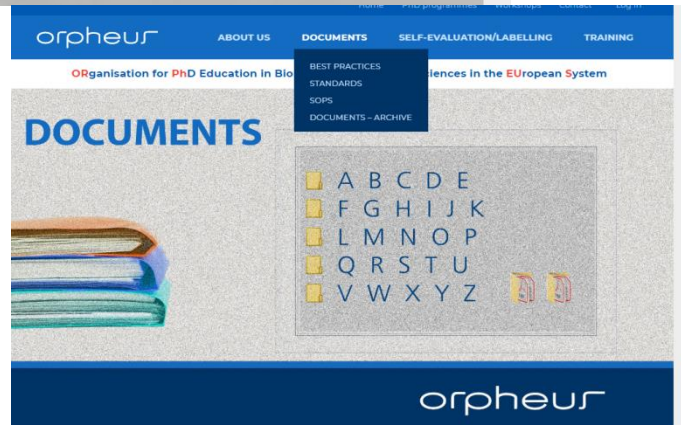 Home PhD programmes Workshops Contact Log in
orpheus
ABOUT US DOCUMENTS SELF-EVALUATION/LABELLING TRAINING
ORganisation for PhD Education in Bio iences in the EUropean System
BEST PRACTICES
STANDARDS
SOPS
DOCUMENTS – ARCHIVE
DOCUMENTS
A B C D E
F G H I J K
L M N O P
Q R S T U
V W X Y Z
orpheus